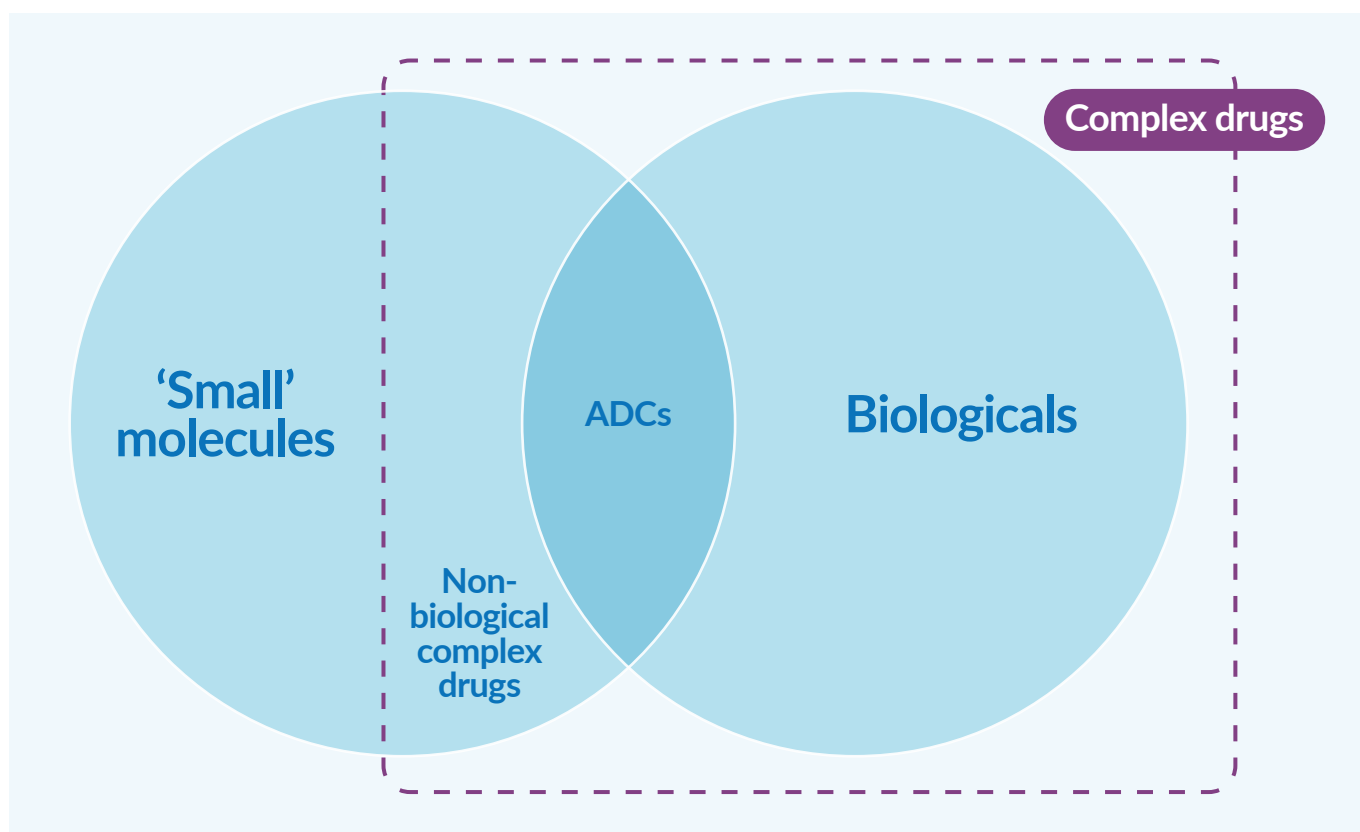 Complex drugs
‘Small’
molecules
ADCs
Biologicals
Non-
biological
complex
drugs